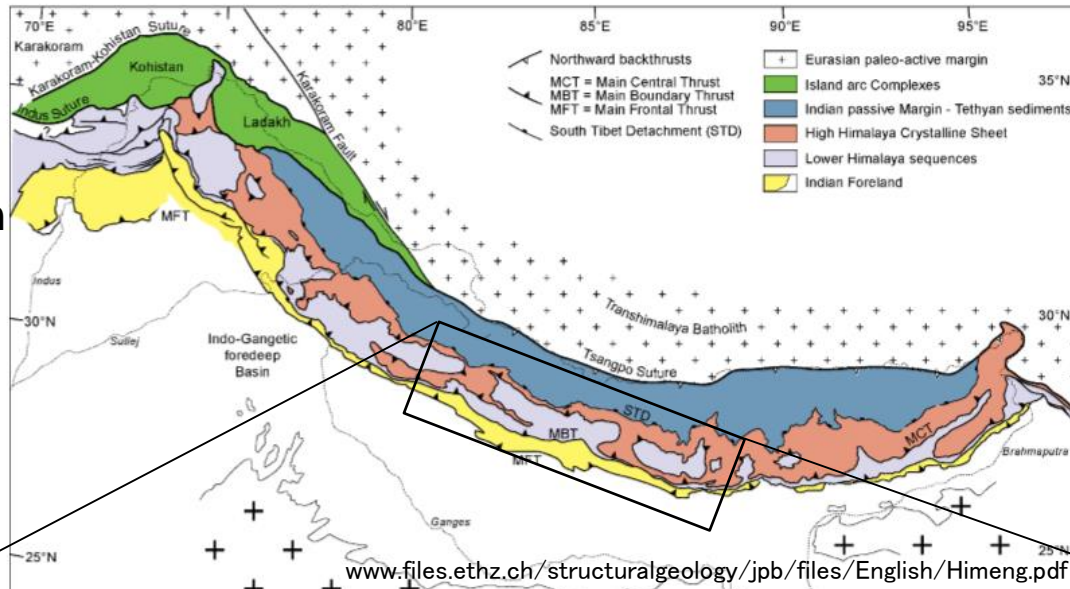 70°E
80°E
85°E
90°E
95°E
Karakoram
Karakoram-Kohistan Suture
Kohistan
Indus Suture
?
Ladakh
Karakoram Fault
Northward backthrusts
MCT = Main Central Thrust
MBT = Main Boundary Thrust
MFT = Main Frontal Thrust
South Tibet Detachment (STD)
Eurasian paleo-active margin
Island arc Complexes
Indian passive Margin - Tethyan sediments
High Himalaya Crystalline Sheet
Lower Himalaya sequences
Indian Foreland
35°N
MFT
Indus
30°N
Sutlej
Indo-Gangetic
foredeep
Basin
Transhimalaya Batholith
Tsangpo Suture
30°N
STD
MBT
MFT
MCT
Brahmaputra
Ganges
25°N
25°N
www.files.ethz.ch/structuralgeology/jpb/files/English/Himeng.pdf